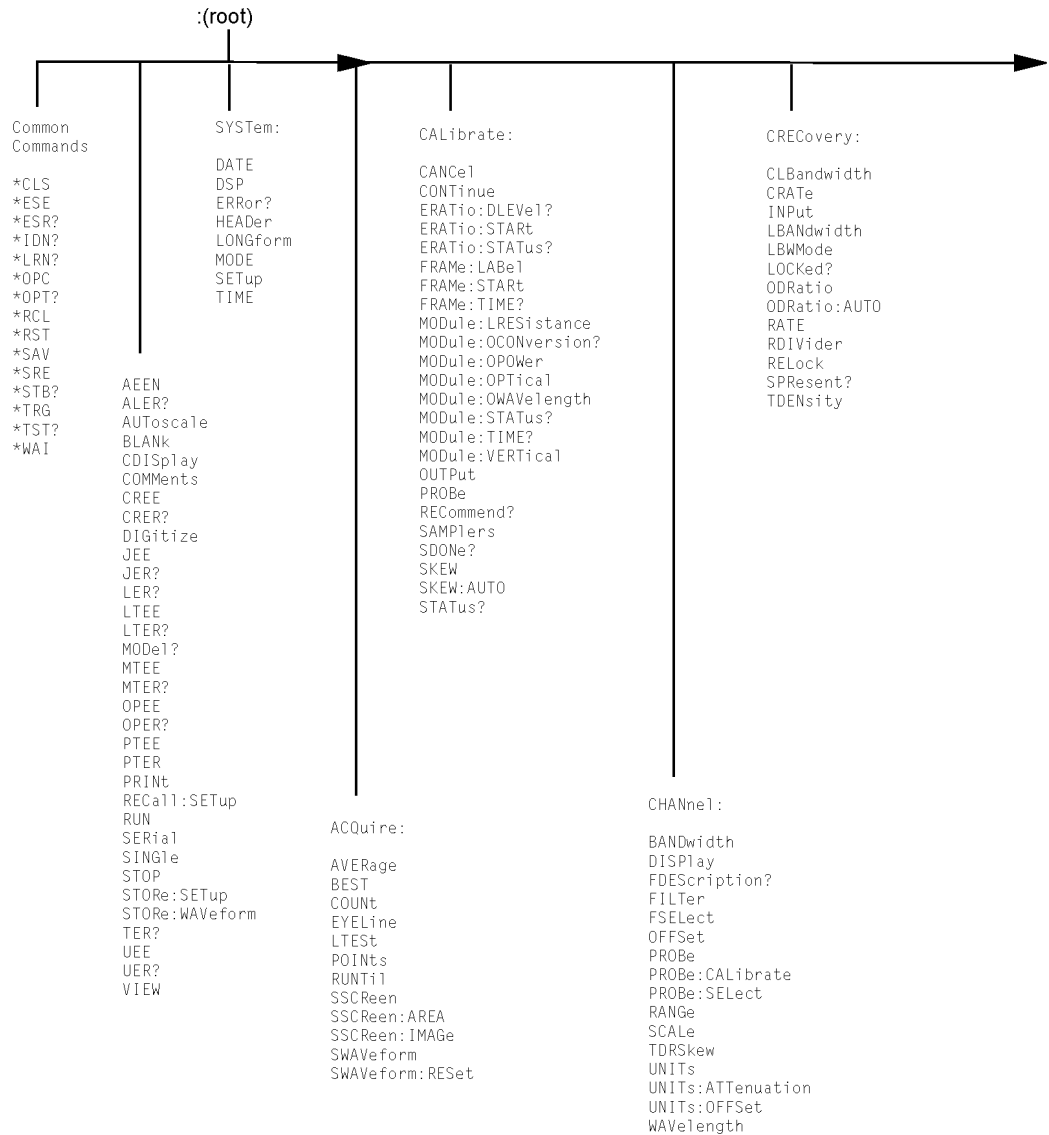 :(root)
Common
Commands
*CLS
*ESE
*ESR?
*IDN?
*LRN?
*OPC
*OPT?
*RCL
*RST
*SAV
*SRE
*STB?
*TRG
*TST?
*WAI
AEEN
ALER?
AUToscale
BLANk
CDISplay
COMMents
CREE
CRER?
DIGitize
JEE
JER?
LER?
LTEE
LTER?
MODel?
MTEE
MTER?
OPEE
OPER?
PTEE
PTER
PRINt
RECall:SETup
RUN
SERial
SINGle
STOP
STORe:SETup
STORe:WAVeform
TER?
UEE
UER?
VIEW
SYSTem:
DATE
DSP
ERRor?
HEADer
LONGform
MODE
SETup
TIME
ACQuire:
AVERage
BEST
COUNt
EYELine
LTESt
POINts
RUNTil
SSCReen
SSCReen:AREA
SSCReen:IMAGe
SWAVeform
SWAVeform:RESet
CALibrate:
CANCel
CONTinue
ERATio:DLEVel?
ERATio:STARt
ERATio:STATus?
FRAMe:LABel
FRAMe:STARt
FRAMe:TIME?
MODule:LRESistance
MODule:OCONversion?
MODule:OPOWer
MODule:OPTical
MODule:OWAVelength
MODule:STATus?
MODule:TIME?
MODule:VERTical
OUTPut
PROBe
RECommend?
SAMPlers
SDONe?
SKEW
SKEW:AUTO
STATus?
CHANnel:
BANDwidth
DISPlay
FDEScription?
FILTer
FSELect
OFFSet
PROBe
PROBe:CALibrate
PROBe:SELect
RANGe
SCALe
TDRSkew
UNITs
UNITs:ATTenuation
UNITs:OFFSet
WAVelength
CRECovery:
CLBandwidth
CRATe
INPut
LBANdwidth
LBWMode
LOCKed?
ODRatio
ODRatio:AUTO
RATE
RDIVider
RELock
SPResent?
TDENsity